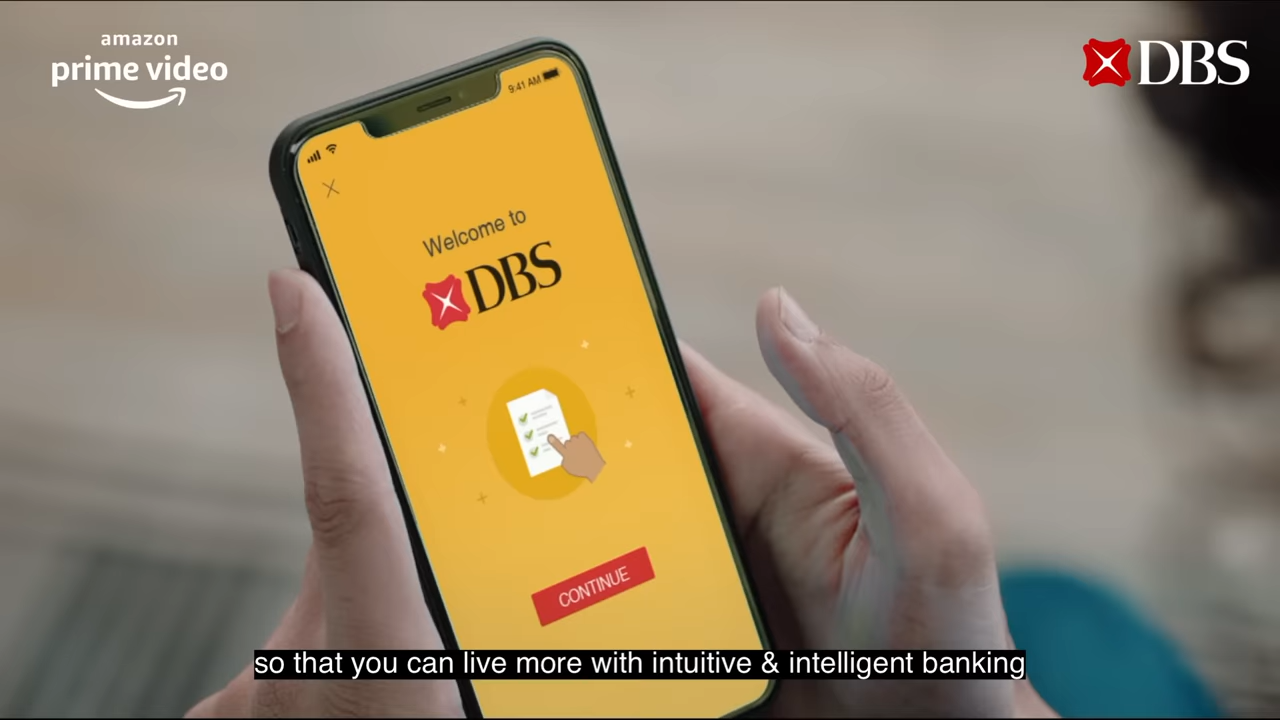 amazon
prime video
DBS
9:41 AM
Welcome to
DBS
CONTINUE
so that you can live more with intuitive & intelligent banking